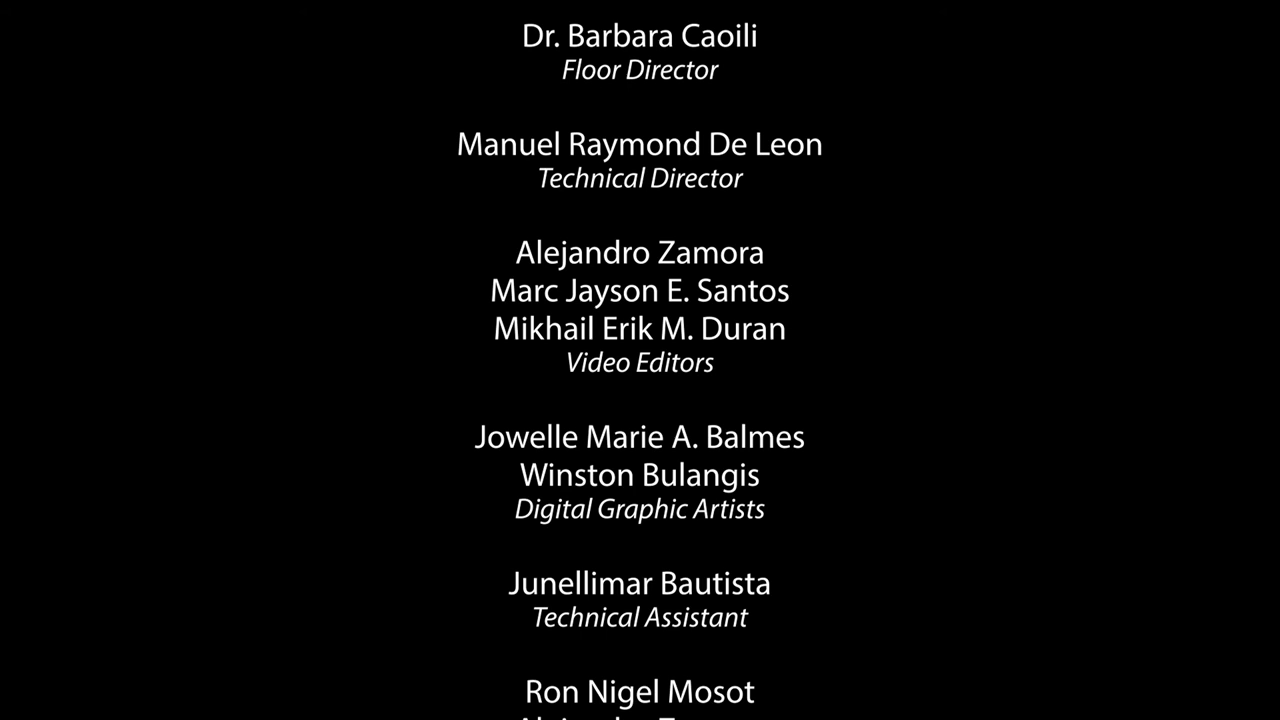 Dr. Barbara Caoili
Floor Director
Manuel Raymond De Leon
Technical Director
Alejandro Zamora
Marc Jayson E. Santos
Mikhail Erik M. Duran
Video Editors
Jowelle Marie A. Balmes
Winston Bulangis
Digital Graphic Artists
Junellimar Bautista
Technical Assistant
Ron Nigel Mosot